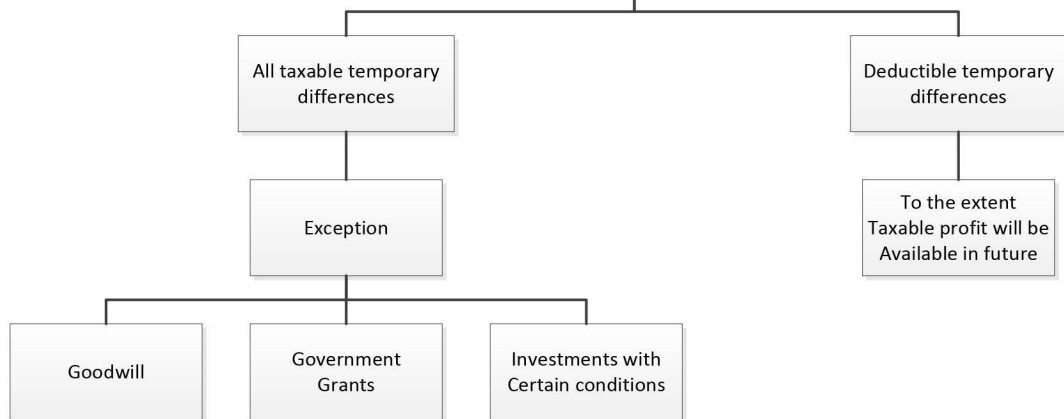 All taxable temporary
differences
Deductible temporary
differences
Exception
To the extent
Taxable profit will be
Available in future
Goodwill
Government
Grants
Investments with
Certain conditions